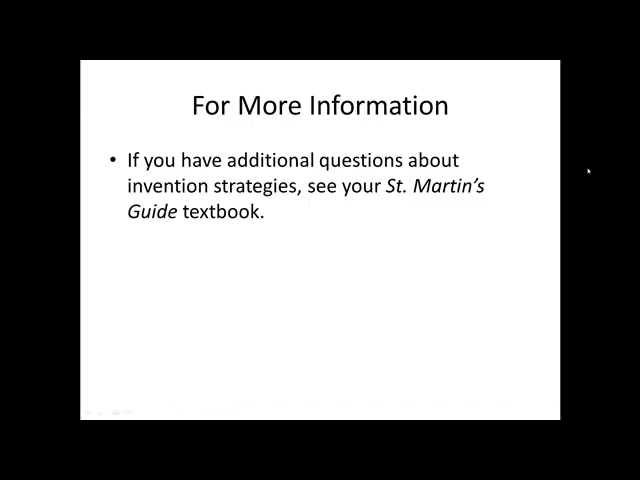 For More Information
• If you have additional questions about
invention strategies, see your St. Martin’s
Guide textbook.